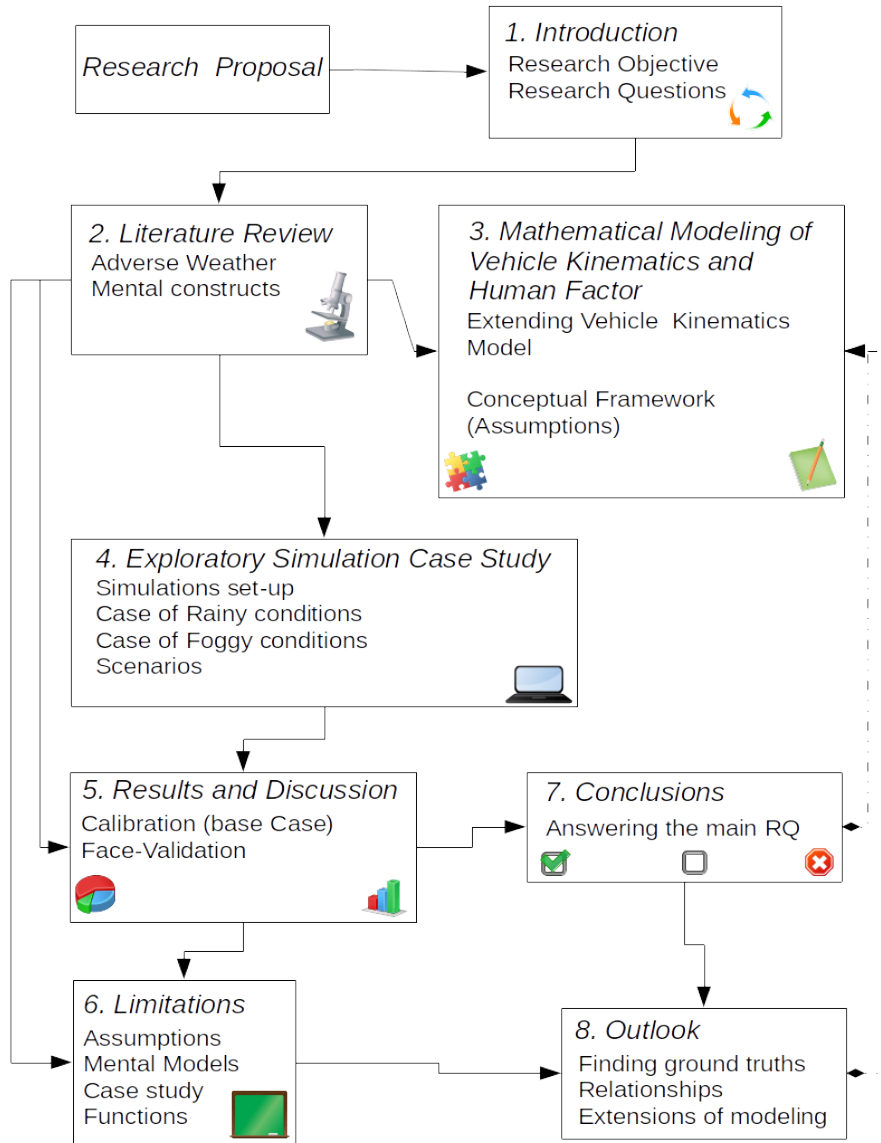 Research Proposal
1. Introduction
Research Objective
Research Questions
2. Literature Review
Adverse Weather
Mental constructs
3. Mathematical Modeling of
Vehicle Kinematics and
Human Factor
Extending Vehicle Kinematics
Model
Conceptual Framework
(Assumptions)
4. Exploratory Simulation Case Study
Simulations set-up
Case of Rainy conditions
Case of Foggy conditions
Scenarios
5. Results and Discussion
Calibration (base Case)
Face-Validation
7. Conclusions
Answering the main RQ
6. Limitations
Assumptions
Mental Models
Case study
Functions
8. Outlook
Finding ground truths
Relationships
Extensions of modeling